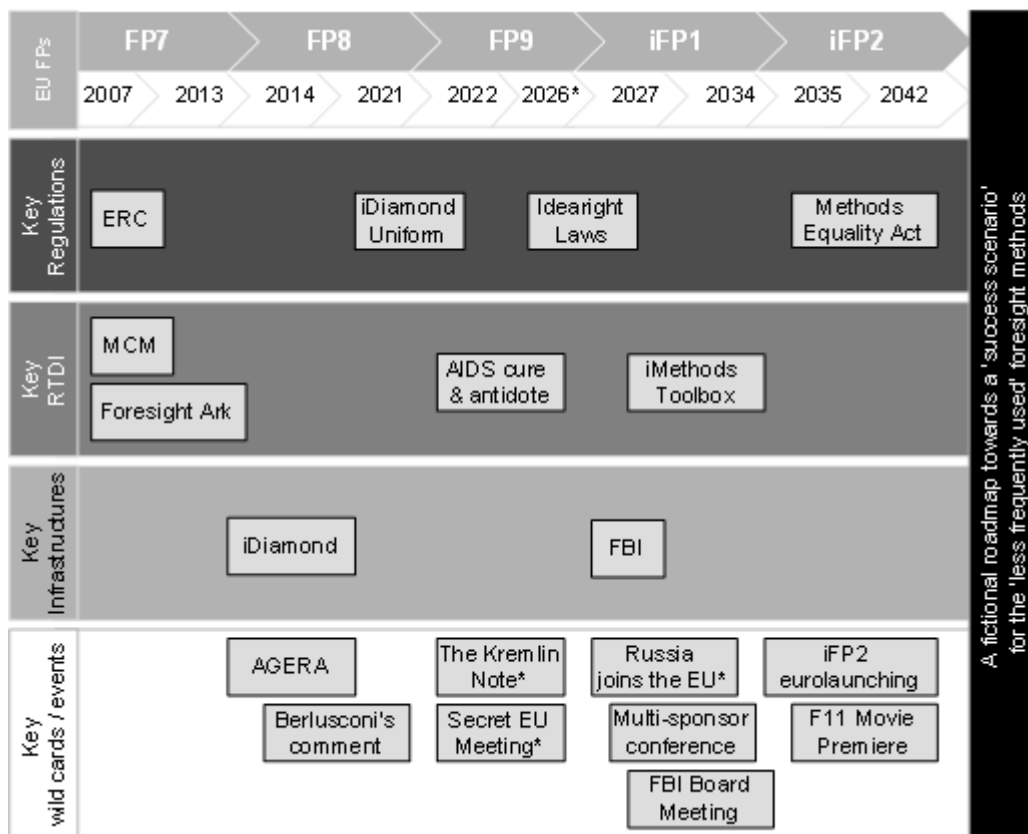 EU FPs
FP7
FP8
FP9
iFP1
iFP2
2007
2013
2014
2021
2022
2026*
2027
2034
2035
2042
Key
Regulations
ERC
iDiamond
Uniform
Idearight
Laws
Methods
Equality Act
Key
RTDI
MCM
Foresight Ark
AIDS cure
& antidote
iMethods
Toolbox
Key
Infrastructures
iDiamond
FBI
Key
wild cards / events
AGERA
Berlusconi's
comment
The Kremlin
Note*
Secret EU
Meeting*
Russia
joins the EU*
Multi-sponsor
conference
FBI Board
Meeting
iFP2
eurolaunching
F11 Movie
Premiere
A fictional roadmap towards a 'success scenario'
for the 'less frequently used' foresight methods